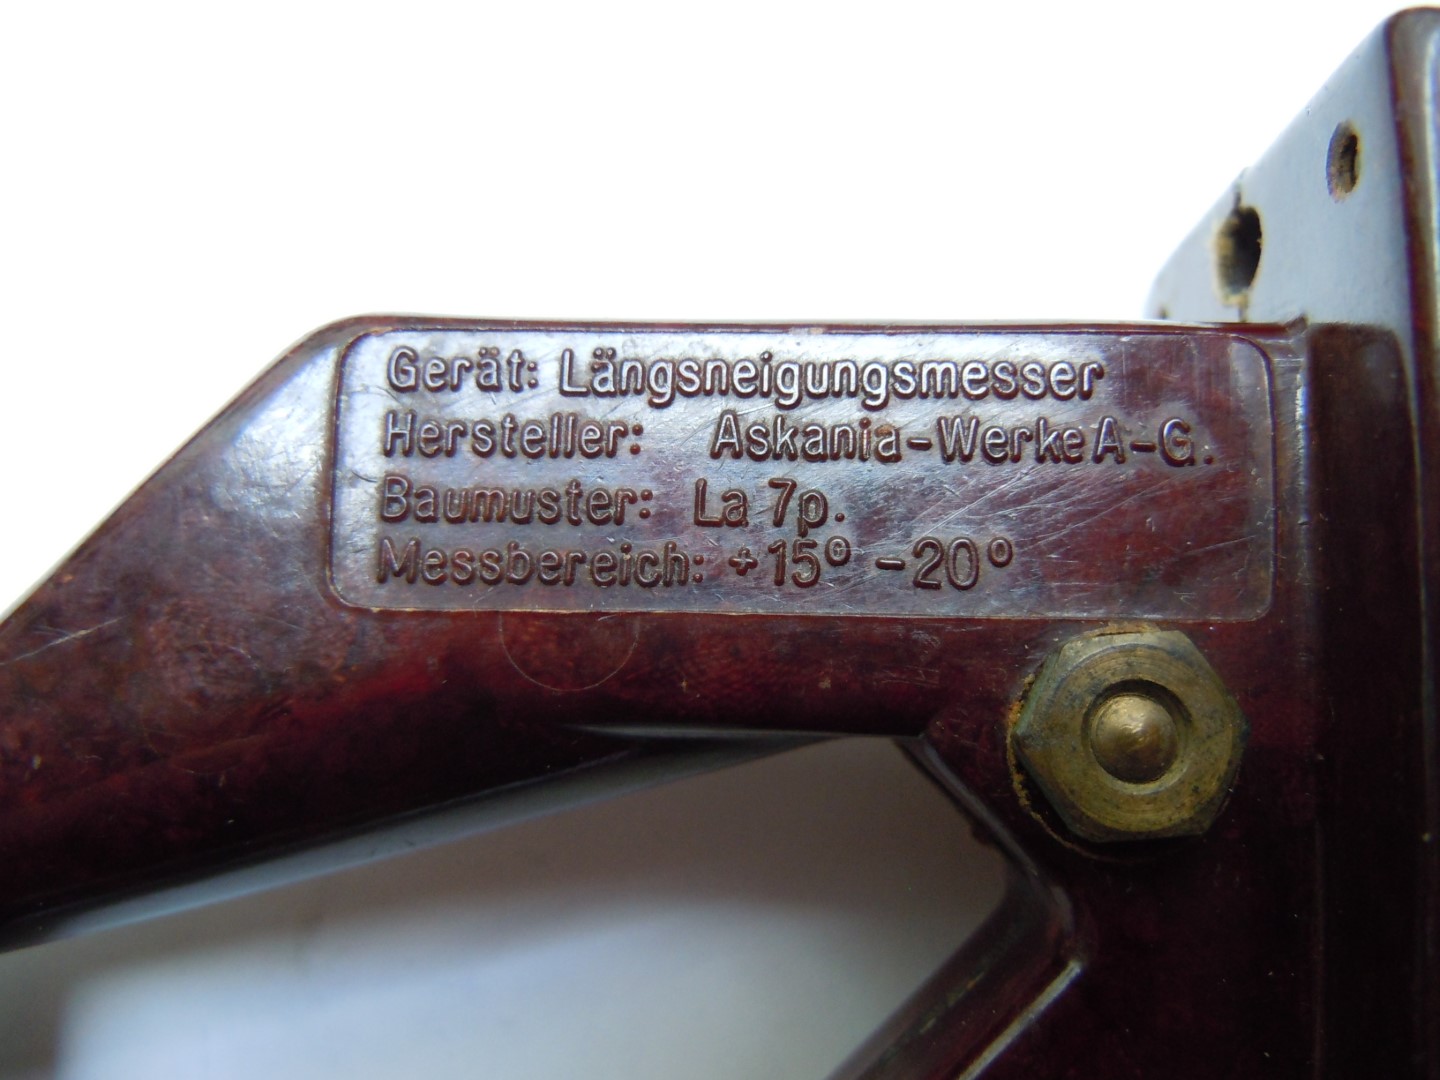 Gerät: Längsneigungsmesser
Hersteller: Askania-Werke A-G.
Baumuster: La 7p.
Messbereich: +15° -20°